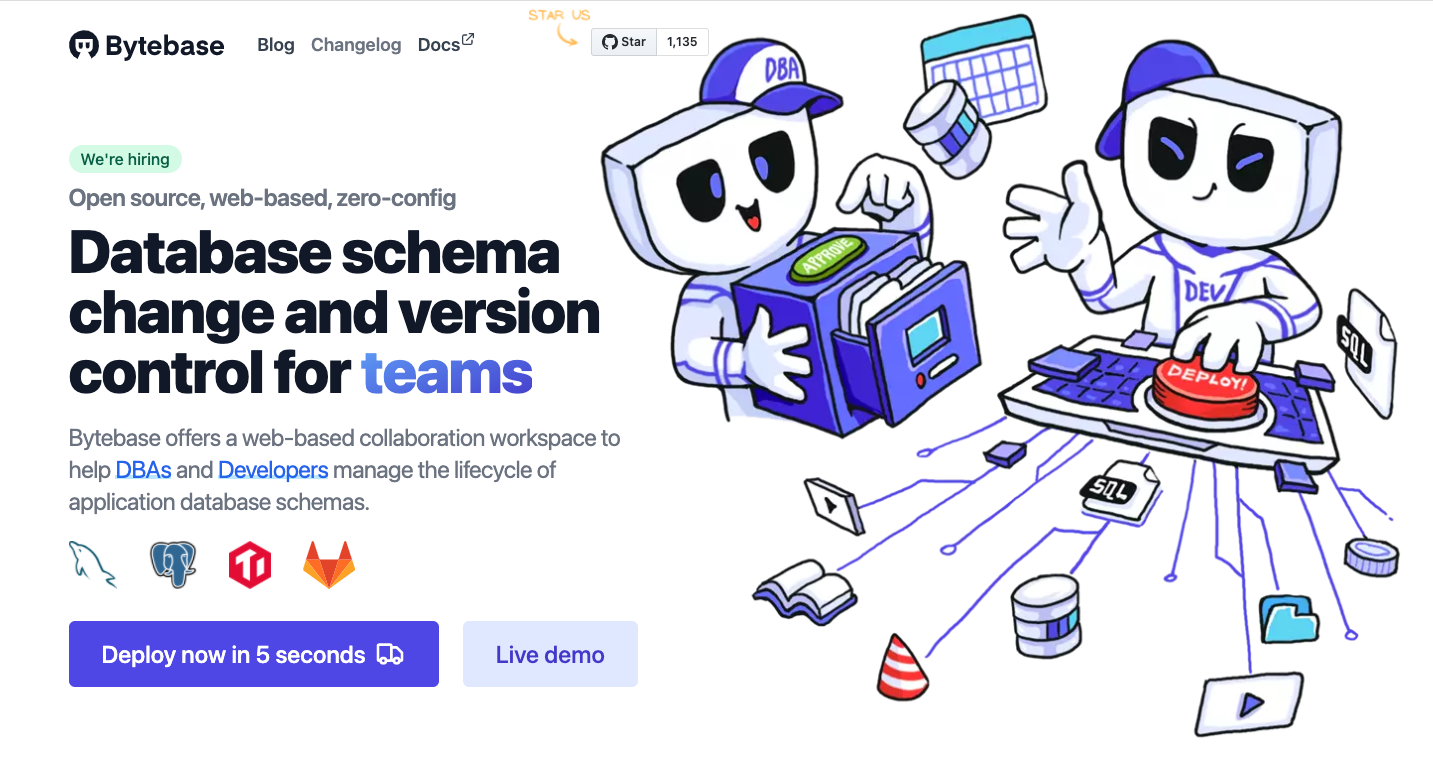 STAR US
Bytebase Blog Changelog Docs
Star 1,135
We're hiring
Open source, web-based, zero-config
Database schema
change and version
control for teams
Bytebase offers a web-based collaboration workspace to
help DBAs and Developers manage the lifecycle of
application database schemas.
Deploy now in 5 seconds
Live demo
DBA
APPROVE
DEV
DEPLOY!
SQL
SQL